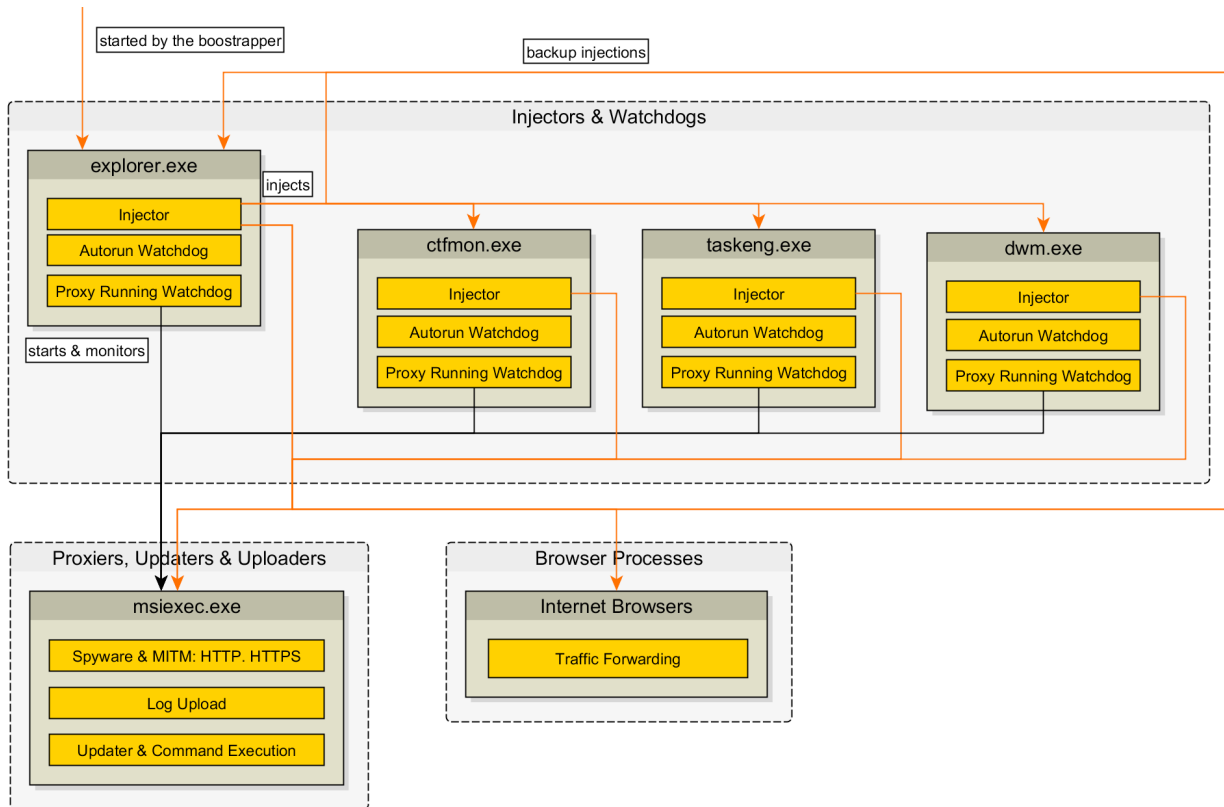 started by the boostrapper
backup injections
Injectors & Watchdogs
explorer.exe
injects
Injector
Autorun Watchdog
Proxy Running Watchdog
starts & monitors
ctfmon.exe
Injector
Autorun Watchdog
Proxy Running Watchdog
taskeng.exe
Injector
Autorun Watchdog
Proxy Running Watchdog
dwm.exe
Injector
Autorun Watchdog
Proxy Running Watchdog
Proxiers, Updaters & Uploaders
msiexec.exe
Spyware & MITM: HTTP. HTTPS
Log Upload
Updater & Command Execution
Browser Processes
Internet Browsers
Traffic Forwarding